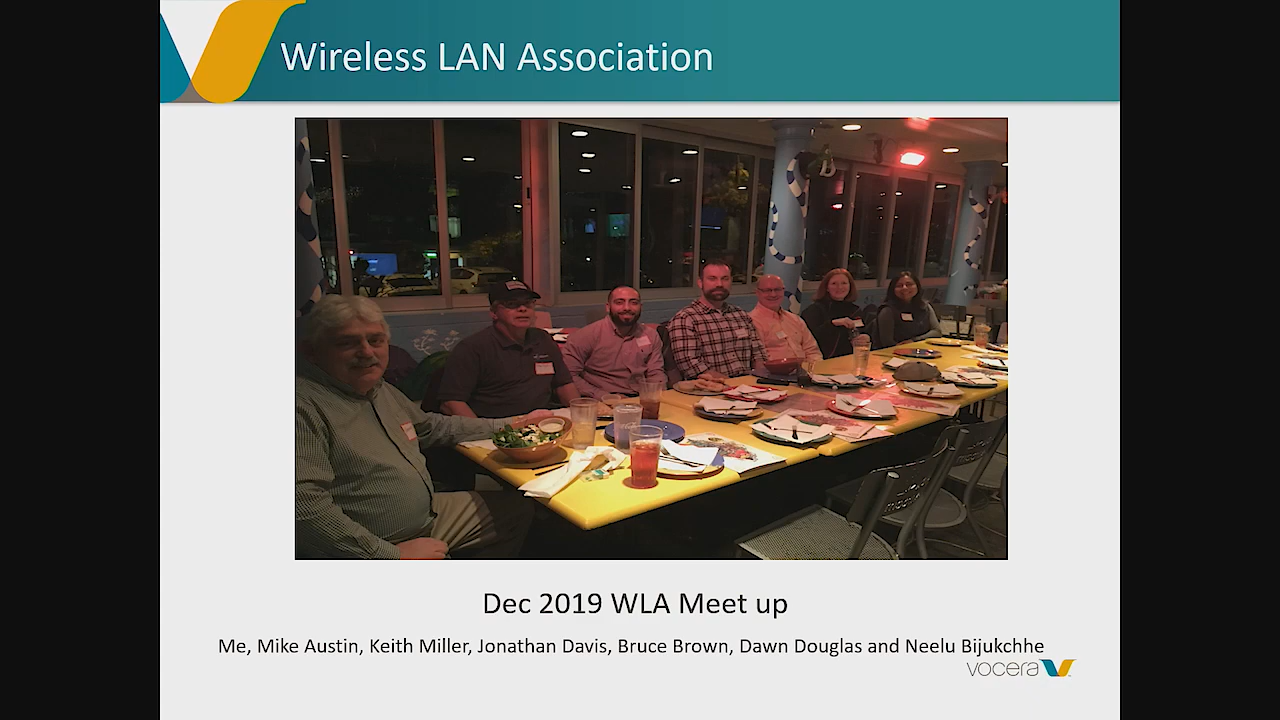 Wireless LAN Association
Dec 2019 WLA Meet up
Me, Mike Austin, Keith Miller, Jonathan Davis, Bruce Brown, Dawn Douglas and Neelu Bijukchhe
vocera